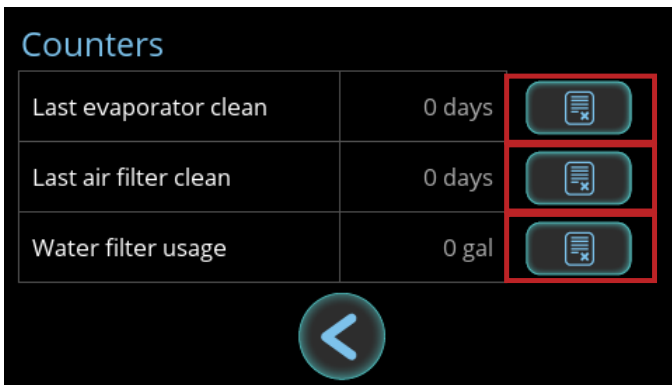 Counters
Last evaporator clean 0 days
Last air filter clean 0 days
Water filter usage 0 gal